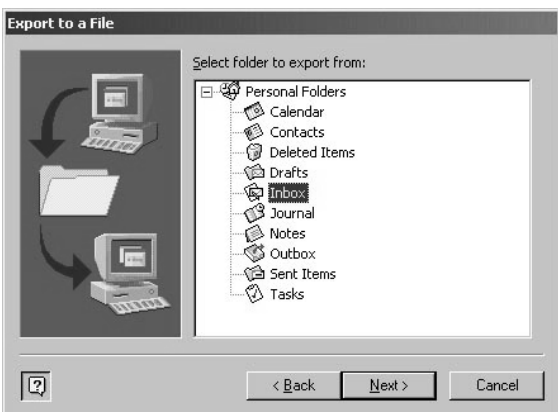 Export to a File
Select folder to export from:
Personal Folders
Calendar
Contacts
Deleted Items
Drafts
Inbox
Journal
Notes
Outbox
Sent Items
Tasks
< Back
Next >
Cancel